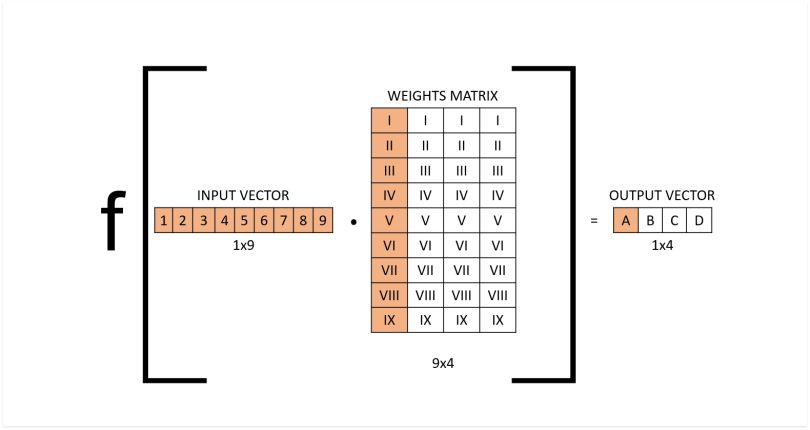 f
INPUT VECTOR
1 2 3 4 5 6 7 8 9
1x9
•
WEIGHTS MATRIX
I I I I
II II II II
III III III III
IV IV IV IV
V V V V
VI VI VI VI
VII VII VII VII
VIII VIII VIII VIII
IX IX IX IX
9x4
=
OUTPUT VECTOR
A B C D
1x4